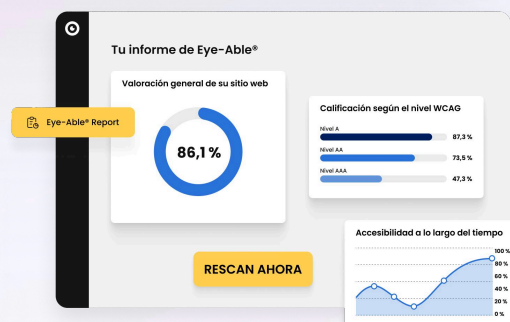 Tu informe de Eye-Able®
Valoración general de su sitio web
Eye-Able® Report
86,1 %
Calificación según el nivel WCAG
Nivel A
87,3 %
Nivel AA
73,5 %
Nivel AAA
47,3 %
RESCAN AHORA
Accesibilidad a lo largo del tiempo
100 %
80 %
60 %
40 %
20 %
0 %